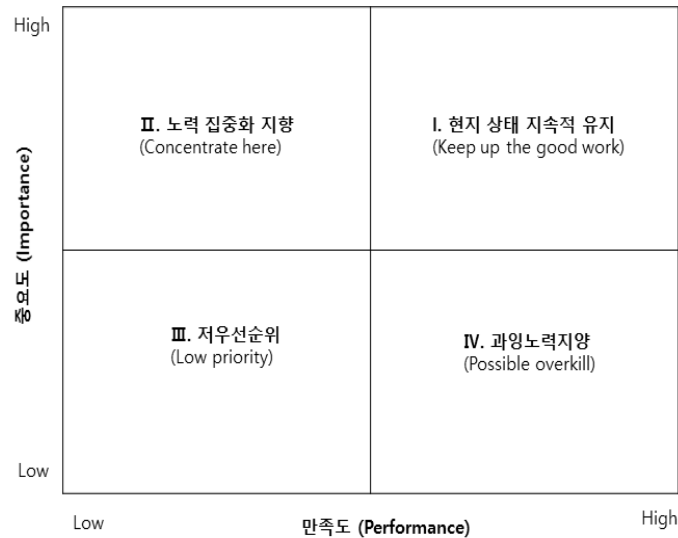 High
Ⅱ. 노력 집중화 지향
(Concentrate here)
Ⅰ. 현지 상태 지속적 유지
(Keep up the good work)
중요도 (Importance)
Ⅲ. 저우선순위
(Low priority)
Ⅳ. 과잉노력지양
(Possible overkill)
Low
Low
만족도 (Performance)
High